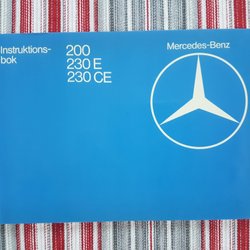 Instruktions-
bok
200
230 E
230 CE
Mercedes-Benz